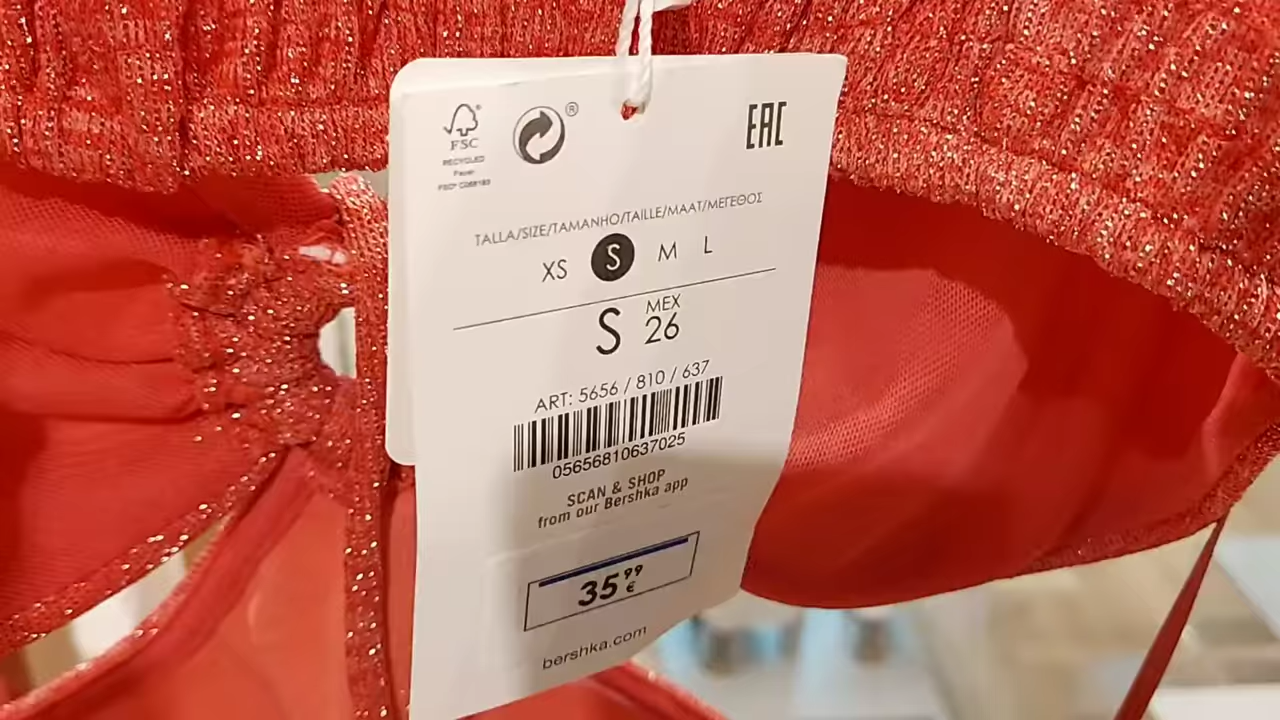 FSC
RECYCLED
Paper
®
EAC
TALLA/SIZE/TAMANHO/TAILLE/MAAT/ΜΕΓΕΘΟΣ
XS S M L
S MEX 26
ART: 5656 / 810 / 637
05656810637025
SCAN & SHOP
from our Bershka app
35 99 €
bershka.com